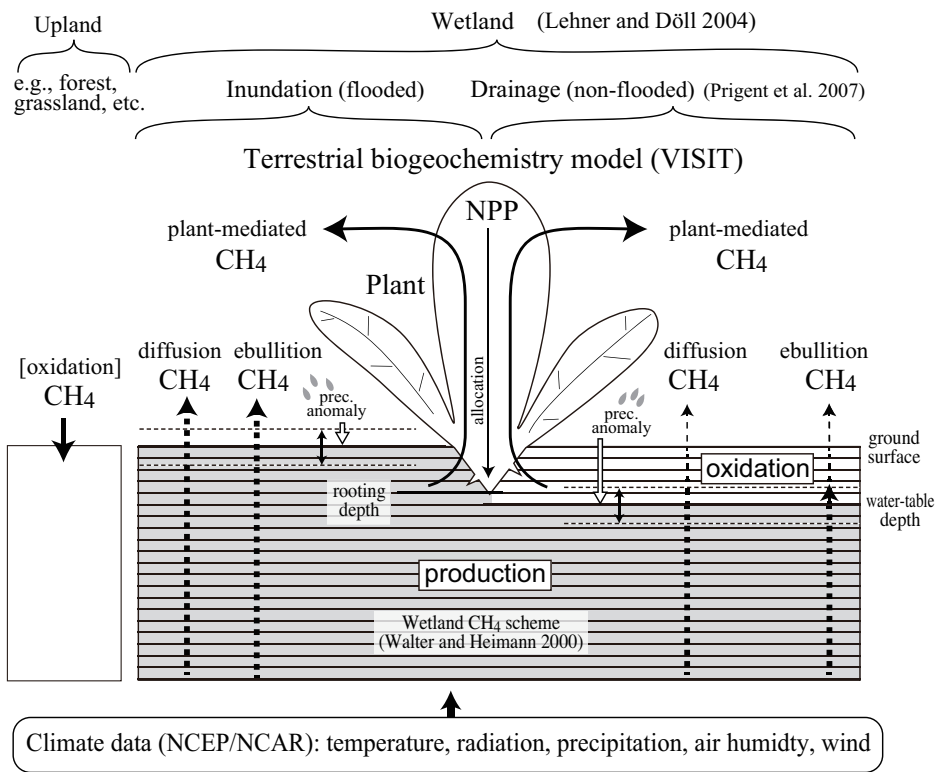 Upland
Wetland (Lehner and Döll 2004)
e.g., forest,
grassland, etc.
Inundation (flooded)
Drainage (non-flooded) (Prigent et al. 2007)
Terrestrial biogeochemistry model (VISIT)
NPP
plant-mediated
CH4
plant-mediated
CH4
Plant
allocation
[oxidation]
CH4
diffusion
CH4
ebullition
CH4
prec.
anomaly
prec.
anomaly
diffusion
CH4
ebullition
CH4
ground
surface
oxidation
rooting
depth
water-table
depth
production
Wetland CH4 scheme
(Walter and Heimann 2000)
Climate data (NCEP/NCAR): temperature, radiation, precipitation, air humidty, wind